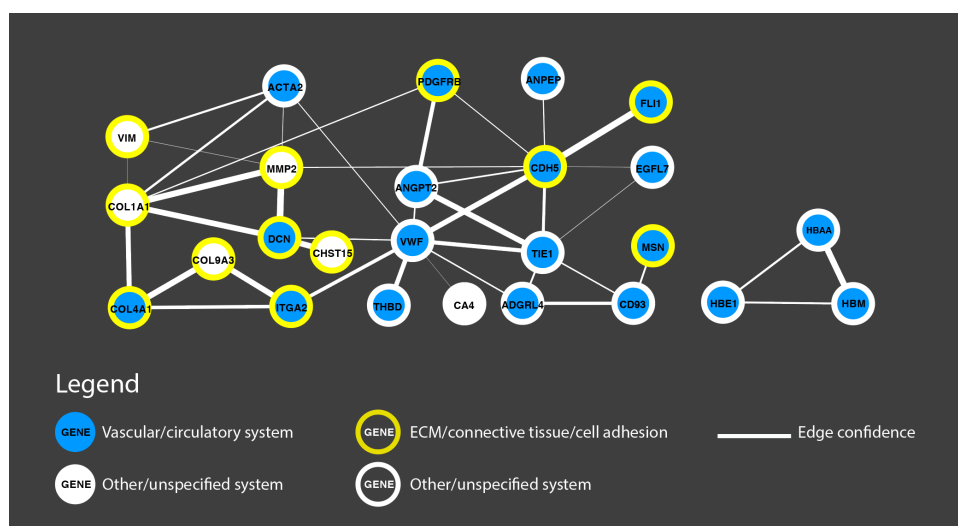 ACTA2
PDGFRB
ANPEP
FLI1
VIM
MMP2
CDH5
EGFL7
ANGPT2
COL1A1
DCN
VWF
TIE1
MSN
HBAA
CHST15
COL9A3
COL4A1
ITGA2
THBD
CA4
ADGRL4
CD93
HBE1
HBM
Legend
GENE Vascular/circulatory system
GENE ECM/connective tissue/cell adhesion
Edge confidence
GENE Other/unspecified system
GENE Other/unspecified system